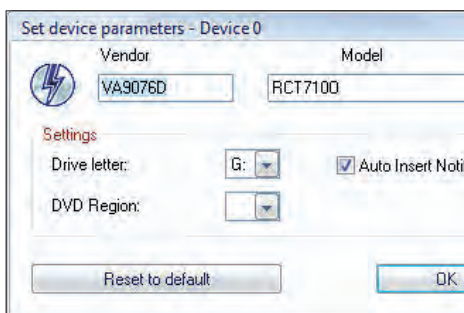 Set device parameters - Device 0
Vendor Model
VA9076D RCT7100
Settings
Drive letter: G: Auto Insert Noti
DVD Region:
Reset to default OK